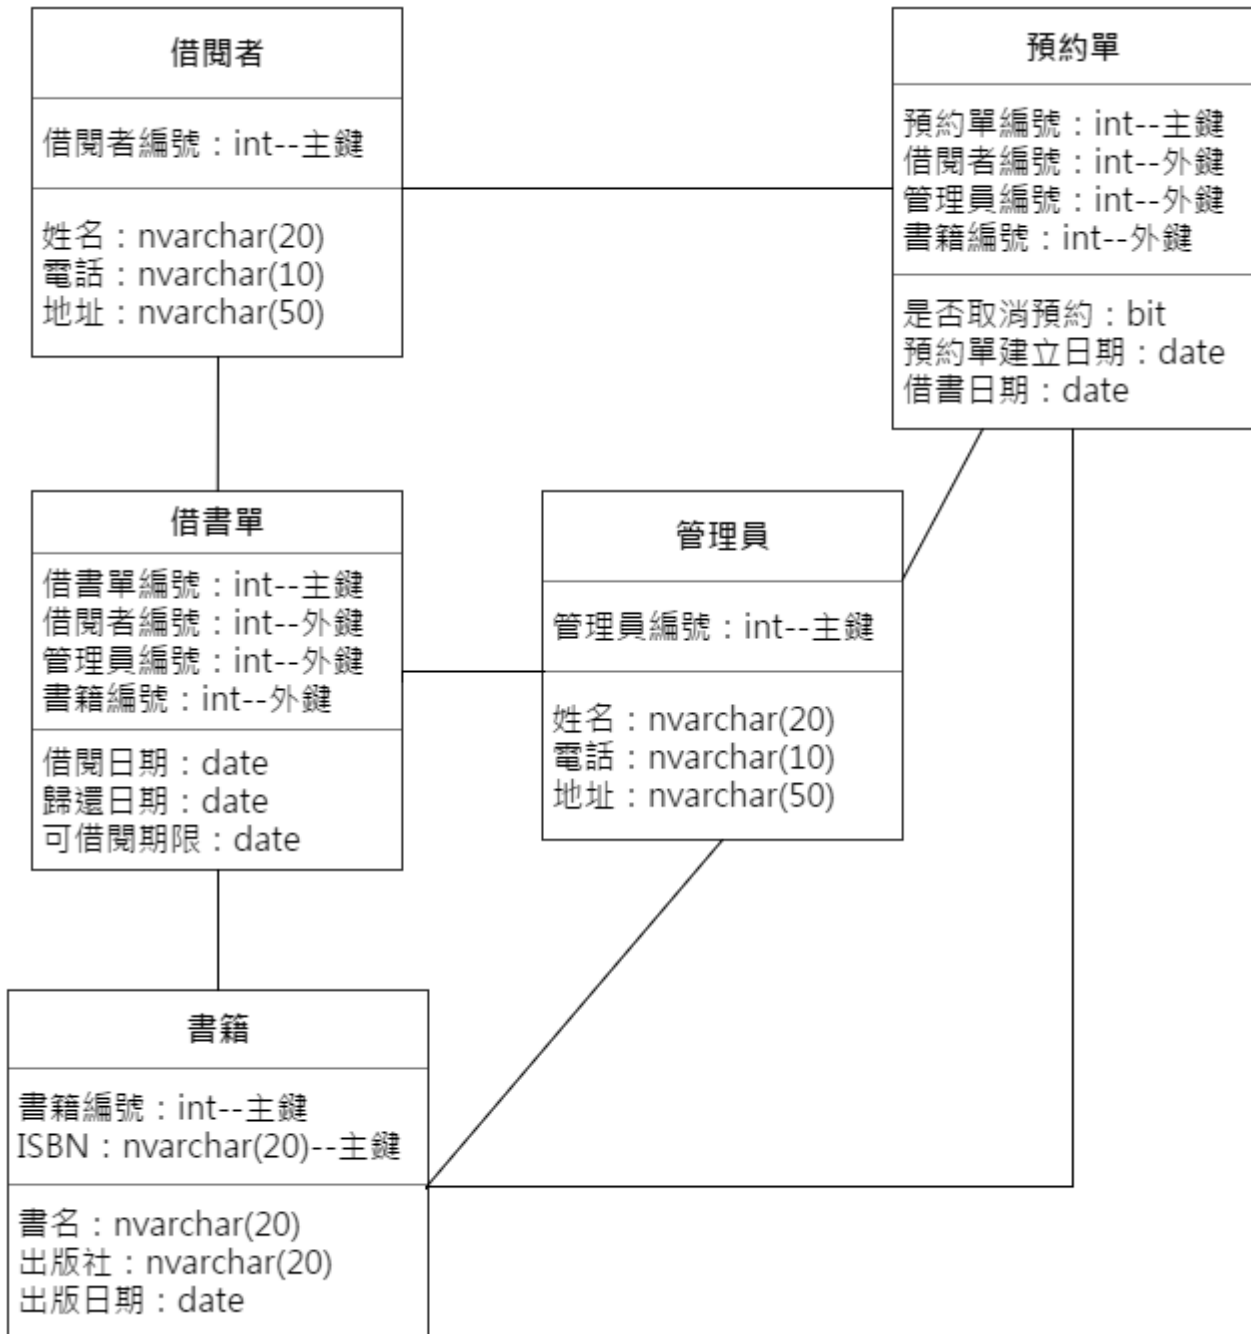 借閱者
借閱者編號：int--主鍵
姓名：nvarchar(20)
電話：nvarchar(10)
地址：nvarchar(50)
預約單
預約單編號：int--主鍵
借閱者編號：int--外鍵
管理員編號：int--外鍵
書籍編號：int--外鍵
是否取消預約：bit
預約單建立日期：date
借書日期：date
借書單
借書單編號：int--主鍵
借閱者編號：int--外鍵
管理員編號：int--外鍵
書籍編號：int--外鍵
借閱日期：date
歸還日期：date
可借閱期限：date
管理員
管理員編號：int--主鍵
姓名：nvarchar(20)
電話：nvarchar(10)
地址：nvarchar(50)
書籍
書籍編號：int--主鍵
ISBN：nvarchar(20)--主鍵
書名：nvarchar(20)
出版社：nvarchar(20)
出版日期：date